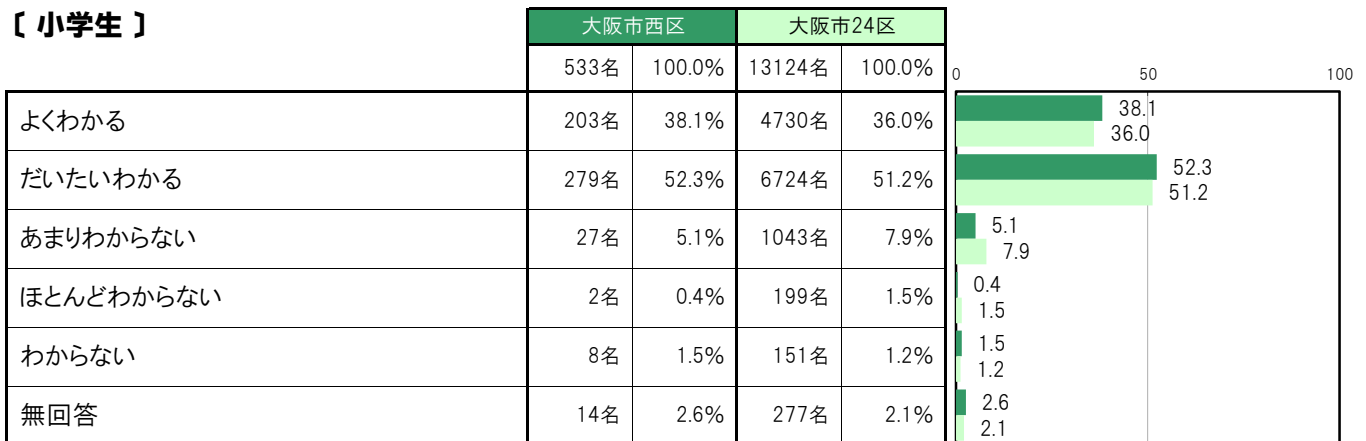 〔 小学生 〕
大阪市西区 大阪市24区
533名 100.0% 13124名 100.0%
0 50 100
よくわかる 203名 38.1% 4730名 36.0%
38.1
36.0
だいたいわかる 279名 52.3% 6724名 51.2%
52.3
51.2
あまりわからない 27名 5.1% 1043名 7.9%
5.1
7.9
ほとんどわからない 2名 0.4% 199名 1.5%
0.4
1.5
わからない 8名 1.5% 151名 1.2%
1.5
1.2
無回答 14名 2.6% 277名 2.1%
2.6
2.1